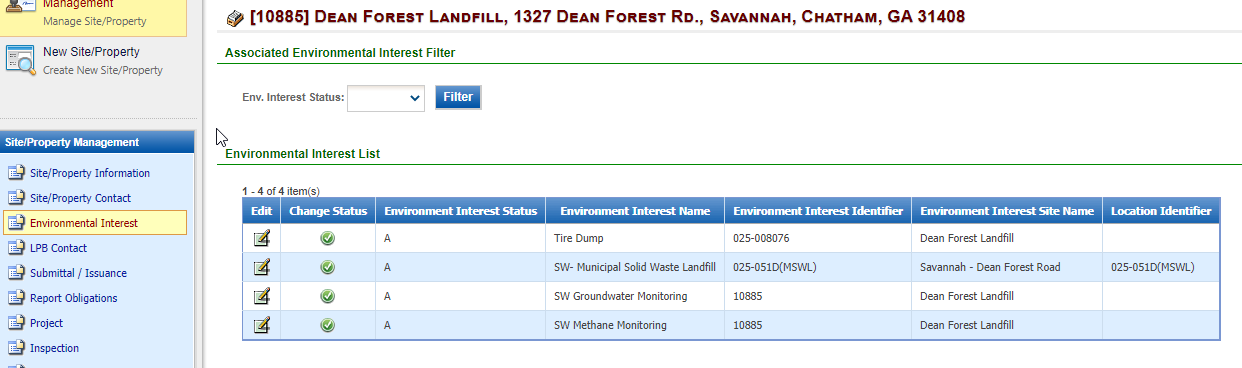 Management
Manage Site/Property
New Site/Property
Create New Site/Property
Site/Property Management
Site/Property Information
Site/Property Contact
Environmental Interest
LPB Contact
Submittal / Issuance
Report Obligations
Project
Inspection
[10885] Dean Forest Landfill, 1327 Dean Forest Rd., Savannah, Chatham, GA 31408
Associated Environmental Interest Filter
Env. Interest Status: Filter
Environmental Interest List
1 - 4 of 4 item(s)
Edit Change Status Environment Interest Status Environment Interest Name Environment Interest Identifier Environment Interest Site Name Location Identifier
A Tire Dump 025-008076 Dean Forest Landfill
A SW- Municipal Solid Waste Landfill 025-051D(MSWL) Savannah - Dean Forest Road 025-051D(MSWL)
A SW Groundwater Monitoring 10885 Dean Forest Landfill
A SW Methane Monitoring 10885 Dean Forest Landfill